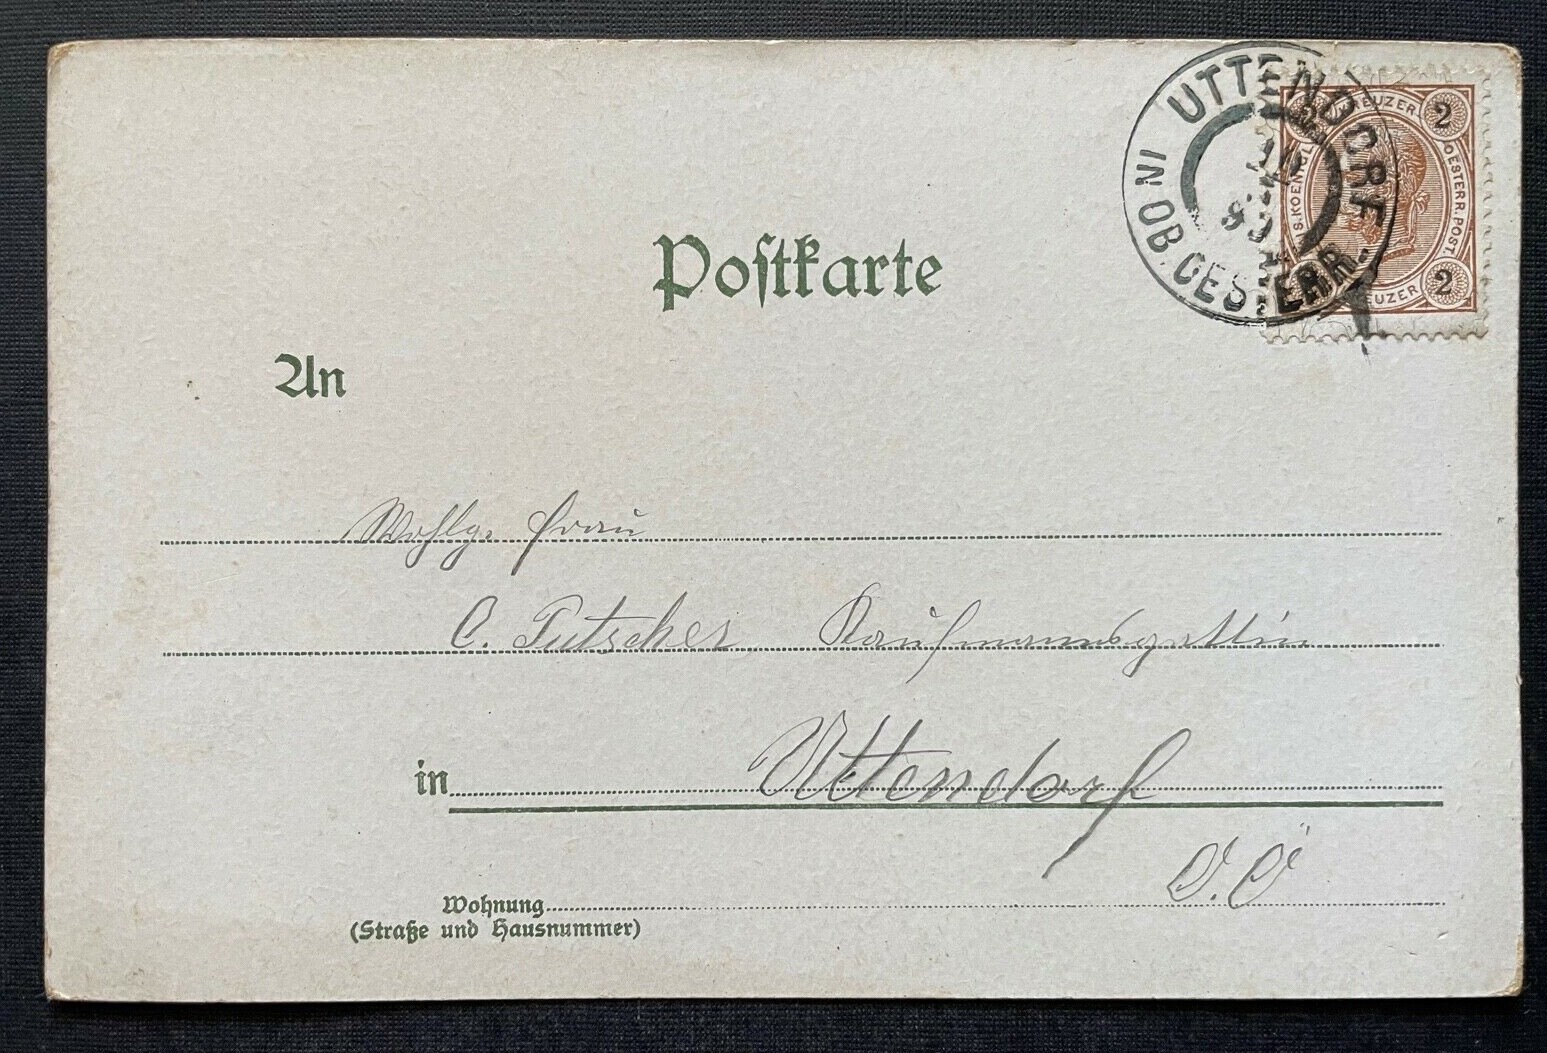 UTTENDORF
IN OB. OESTERR.
2 2 2
KREUZER
OESTERR. POST
Postkarte
An
Wohlg. Frau
C. Putscher Kaufmannsgattin
in Uttendorf
O.Ö
Wohnung
(Straße und Hausnummer)